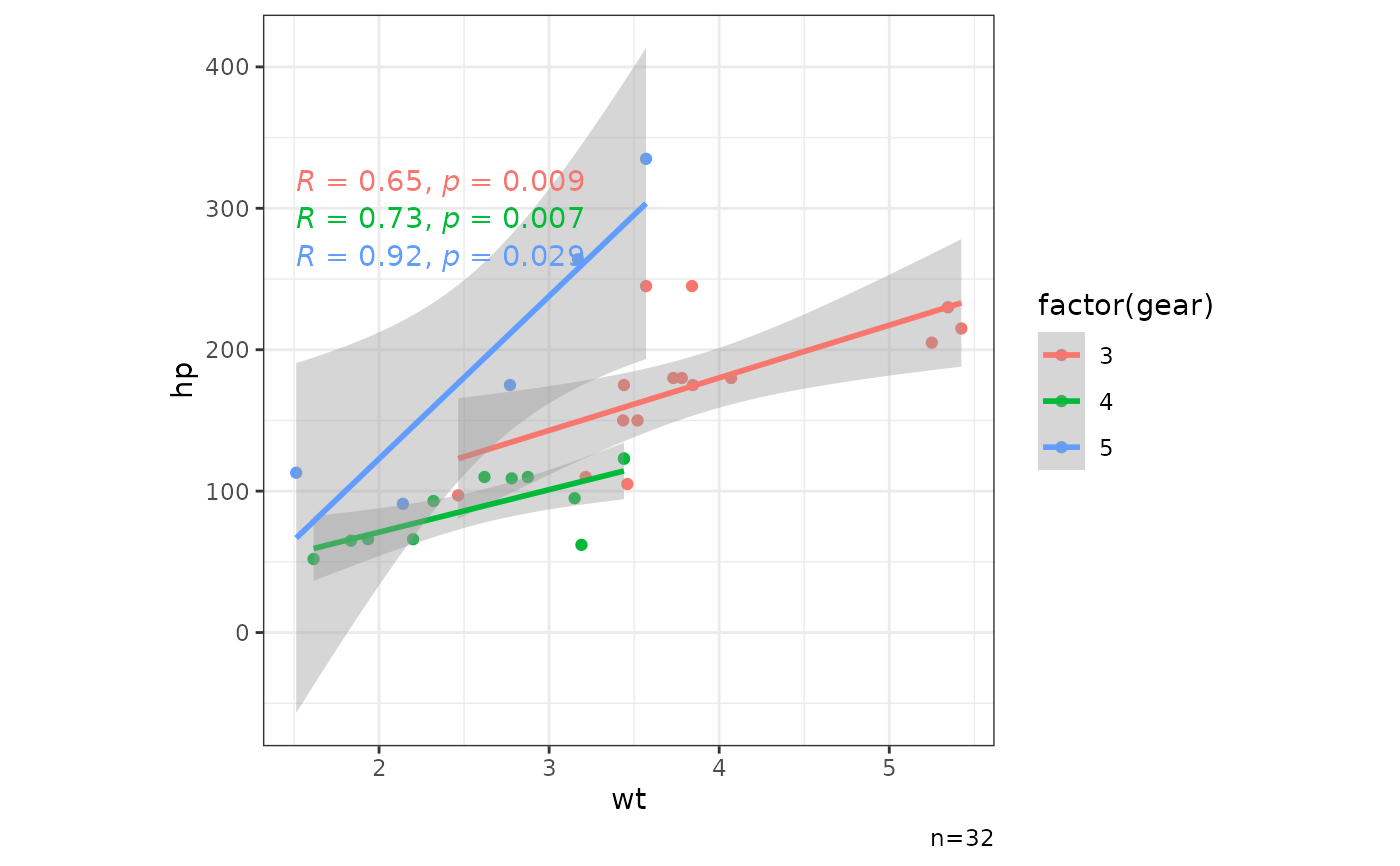 400
300
200
100
0
hp
R = 0.65, p = 0.009
R = 0.73, p = 0.007
R = 0.92, p = 0.029
2 3 4 5
wt
n=32
factor(gear)
3
4
5